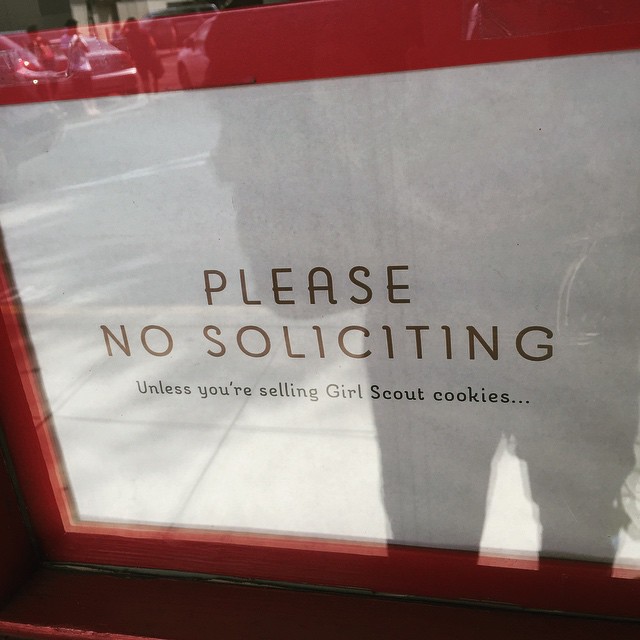 PLEASE
NO SOLICITING
Unless you're selling Girl Scout cookies...